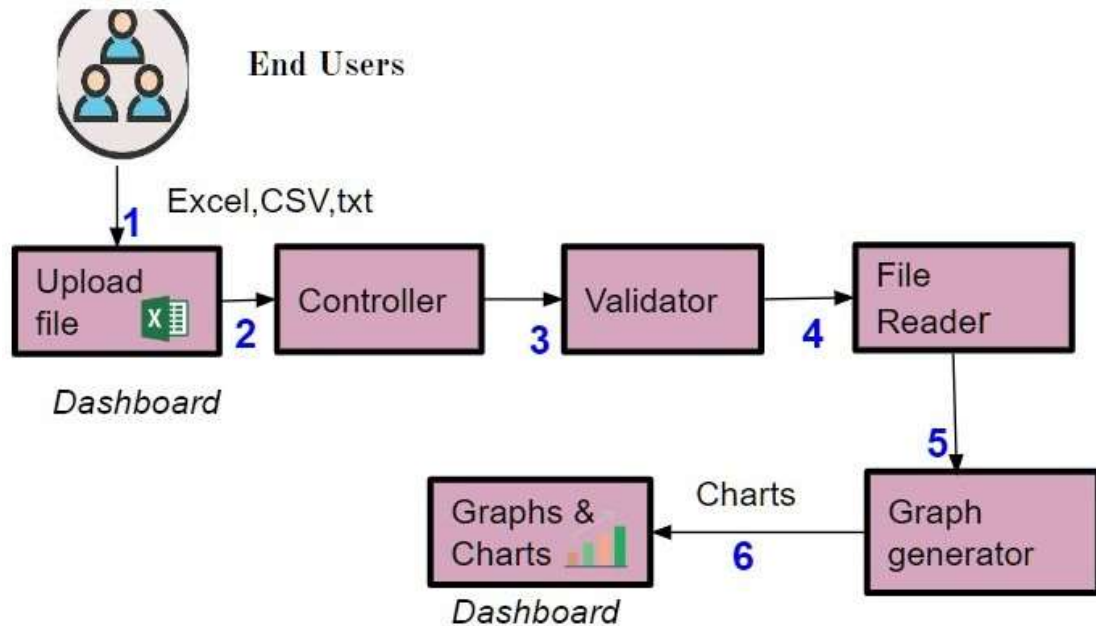 End Users
Excel,CSV,txt
1
Upload
file
X
2
Controller
3
Validator
4
File
Reader
Dashboard
5
Graph
generator
Charts
6
Graphs &
Charts
Dashboard